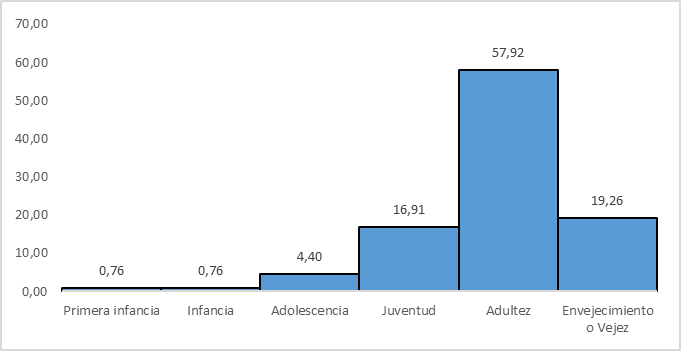 70,00
60,00
50,00
40,00
30,00
20,00
10,00
0,00
0,76
0,76
4,40
16,91
57,92
19,26
Primera infancia
Infancia
Adolescencia
Juventud
Adultez
Envejecimiento
o Vejez